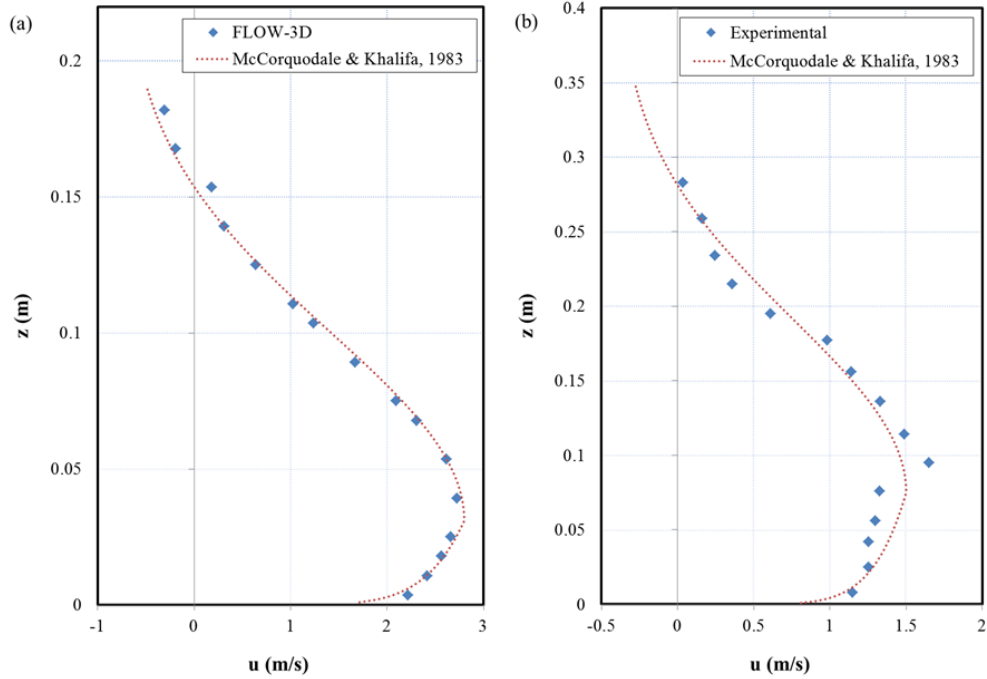 (a)
FLOW-3D
McCorquodale & Khalifa, 1983
0.2
0.15
0.1
0.05
0
z (m)
-1
0
1
2
3
u (m/s)
(b)
Experimental
McCorquodale & Khalifa, 1983
0.4
0.35
0.3
0.25
0.2
0.15
0.1
0.05
0
z (m)
-0.5
0
0.5
1
1.5
2
u (m/s)